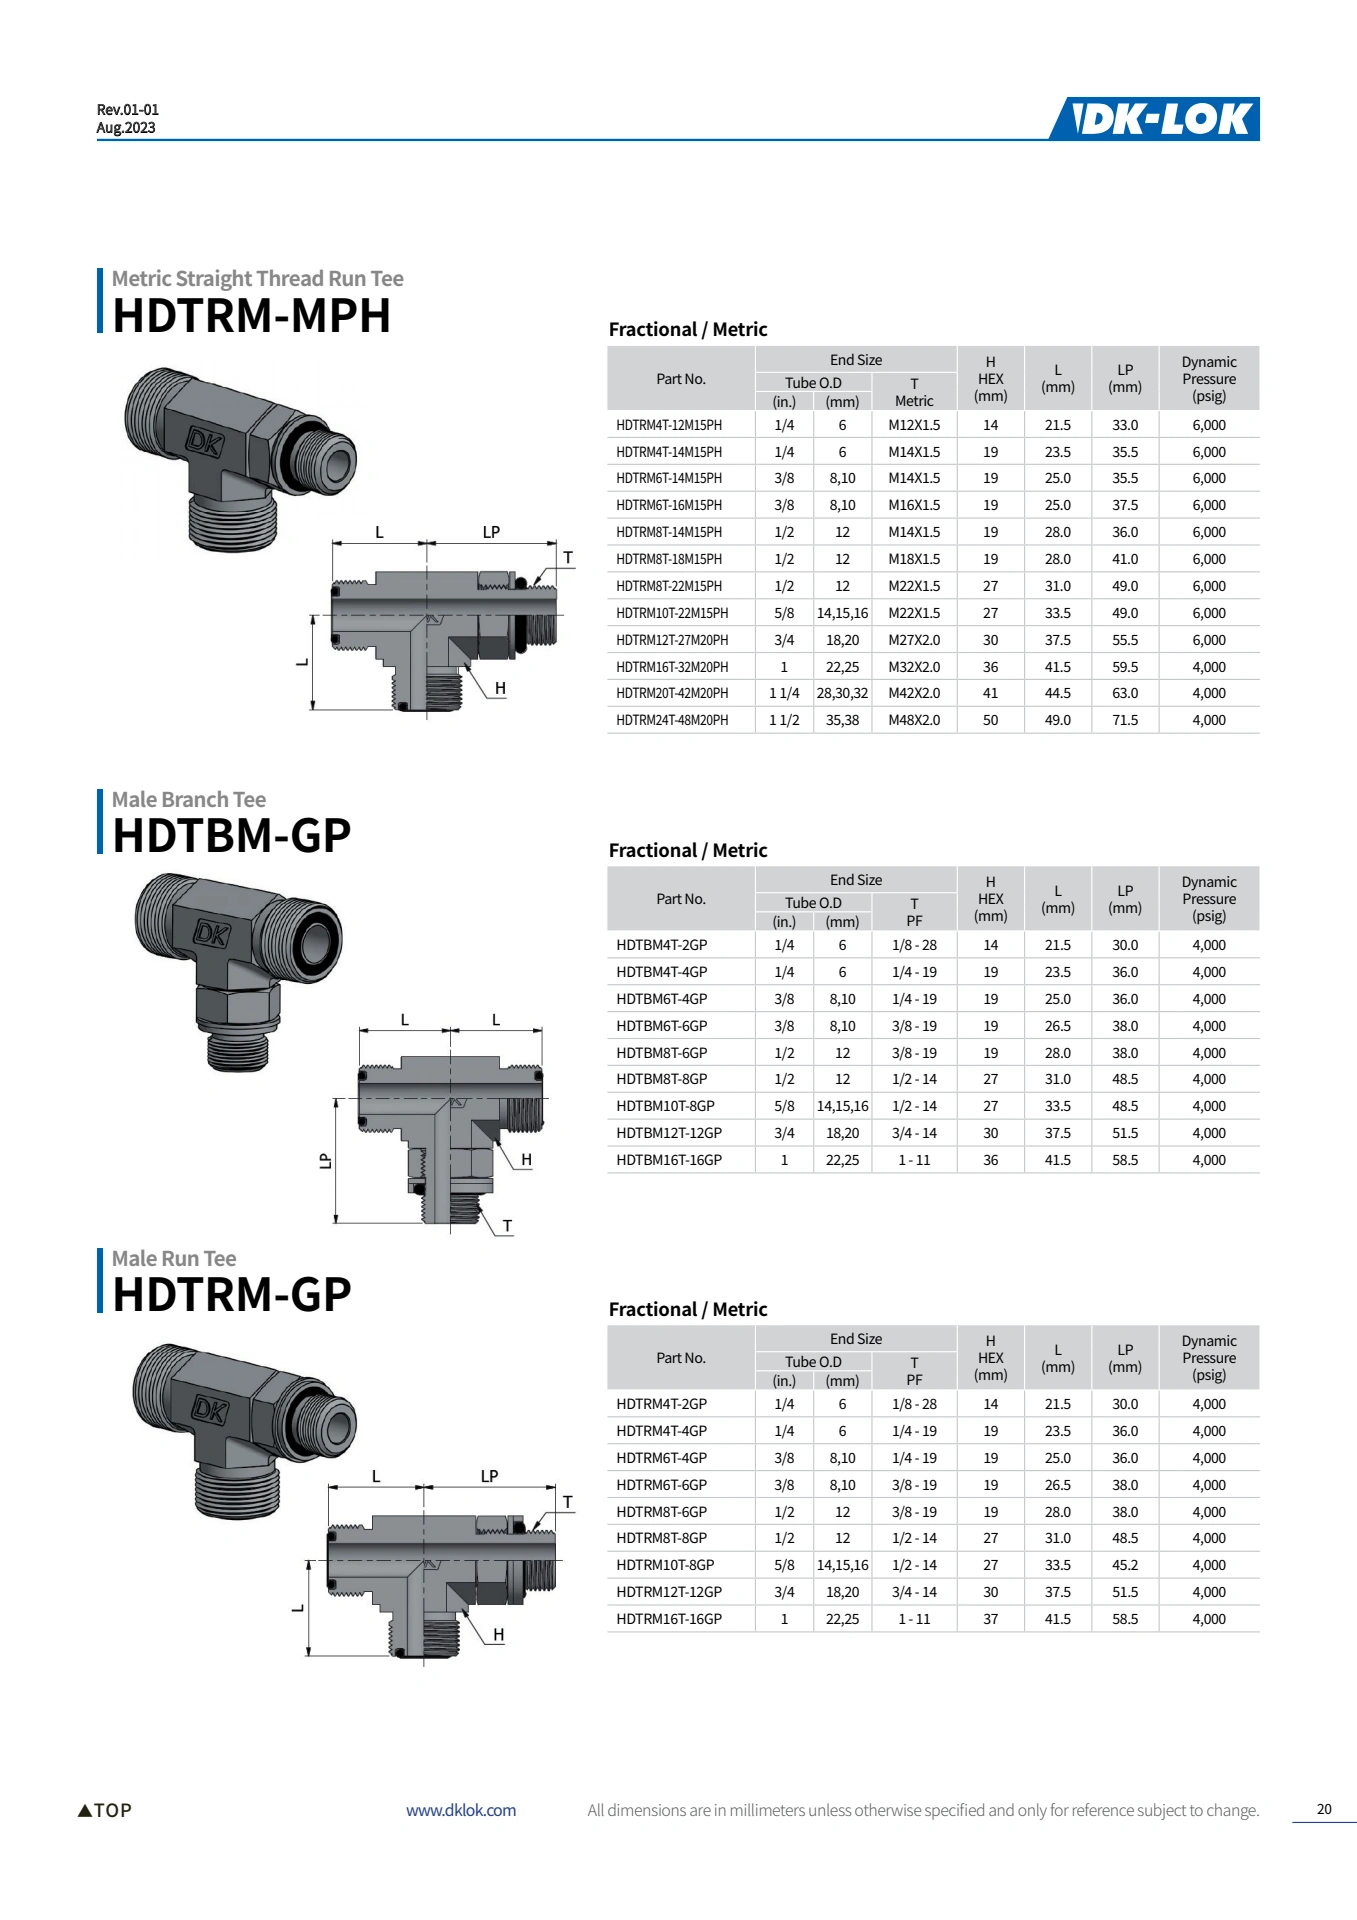 Rev.01-01
Aug.2023
DK-LOK
Metric Straight Thread Run Tee
HDTRM-MPH
DK
L LP
T
L
H
Fractional / Metric
Part No. End Size H HEX (mm) L (mm) LP (mm) Dynamic Pressure (psig)
Tube O.D T Metric
(in.) (mm)
HDTRM4T-12M15PH 1/4 6 M12X1.5 14 21.5 33.0 6,000
HDTRM4T-14M15PH 1/4 6 M14X1.5 19 23.5 35.5 6,000
HDTRM6T-14M15PH 3/8 8,10 M14X1.5 19 25.0 35.5 6,000
HDTRM6T-16M15PH 3/8 8,10 M16X1.5 19 25.0 37.5 6,000
HDTRM8T-14M15PH 1/2 12 M14X1.5 19 28.0 36.0 6,000
HDTRM8T-18M15PH 1/2 12 M18X1.5 19 28.0 41.0 6,000
HDTRM8T-22M15PH 1/2 12 M22X1.5 27 31.0 49.0 6,000
HDTRM10T-22M15PH 5/8 14,15,16 M22X1.5 27 33.5 49.0 6,000
HDTRM12T-27M20PH 3/4 18,20 M27X2.0 30 37.5 55.5 6,000
HDTRM16T-32M20PH 1 22,25 M32X2.0 36 41.5 59.5 4,000
HDTRM20T-42M20PH 1 1/4 28,30,32 M42X2.0 41 44.5 63.0 4,000
HDTRM24T-48M20PH 1 1/2 35,38 M48X2.0 50 49.0 71.5 4,000
Male Branch Tee
HDTBM-GP
DK
L L
LP
H
T
Fractional / Metric
Part No. End Size H HEX (mm) L (mm) LP (mm) Dynamic Pressure (psig)
Tube O.D T PF
(in.) (mm)
HDTBM4T-2GP 1/4 6 1/8 - 28 14 21.5 30.0 4,000
HDTBM4T-4GP 1/4 6 1/4 - 19 19 23.5 36.0 4,000
HDTBM6T-4GP 3/8 8,10 1/4 - 19 19 25.0 36.0 4,000
HDTBM6T-6GP 3/8 8,10 3/8 - 19 19 26.5 38.0 4,000
HDTBM8T-6GP 1/2 12 3/8 - 19 19 28.0 38.0 4,000
HDTBM8T-8GP 1/2 12 1/2 - 14 27 31.0 48.5 4,000
HDTBM10T-8GP 5/8 14,15,16 1/2 - 14 27 33.5 48.5 4,000
HDTBM12T-12GP 3/4 18,20 3/4 - 14 30 37.5 51.5 4,000
HDTBM16T-16GP 1 22,25 1 - 11 36 41.5 58.5 4,000
Male Run Tee
HDTRM-GP
DK
L LP
T
L
H
Fractional / Metric
Part No. End Size H HEX (mm) L (mm) LP (mm) Dynamic Pressure (psig)
Tube O.D T PF
(in.) (mm)
HDTRM4T-2GP 1/4 6 1/8 - 28 14 21.5 30.0 4,000
HDTRM4T-4GP 1/4 6 1/4 - 19 19 23.5 36.0 4,000
HDTRM6T-4GP 3/8 8,10 1/4 - 19 19 25.0 36.0 4,000
HDTRM6T-6GP 3/8 8,10 3/8 - 19 19 26.5 38.0 4,000
HDTRM8T-6GP 1/2 12 3/8 - 19 19 28.0 38.0 4,000
HDTRM8T-8GP 1/2 12 1/2 - 14 27 31.0 48.5 4,000
HDTRM10T-8GP 5/8 14,15,16 1/2 - 14 27 33.5 45.2 4,000
HDTRM12T-12GP 3/4 18,20 3/4 - 14 30 37.5 51.5 4,000
HDTRM16T-16GP 1 22,25 1 - 11 37 41.5 58.5 4,000
▲TOP www.dklok.com All dimensions are in millimeters unless otherwise specified and only for reference subject to change. 20